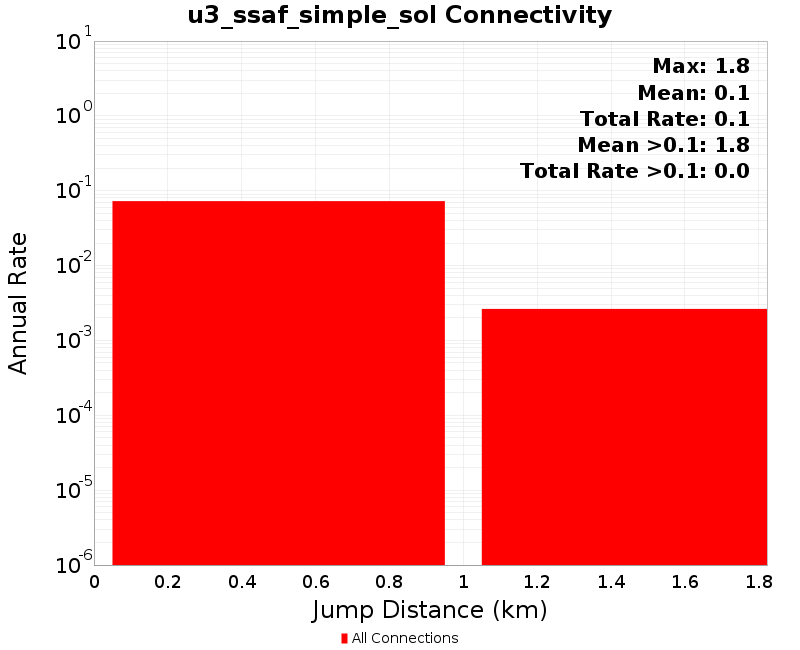 u3_ssaf_simple_sol Connectivity
Max: 1.8
Mean: 0.1
Total Rate: 0.1
Mean >0.1: 1.8
Total Rate >0.1: 0.0
Annual Rate
10^1
10^0
10^-1
10^-2
10^-3
10^-4
10^-5
10^-6
0 0.2 0.4 0.6 0.8 1 1.2 1.4 1.6 1.8
Jump Distance (km)
All Connections